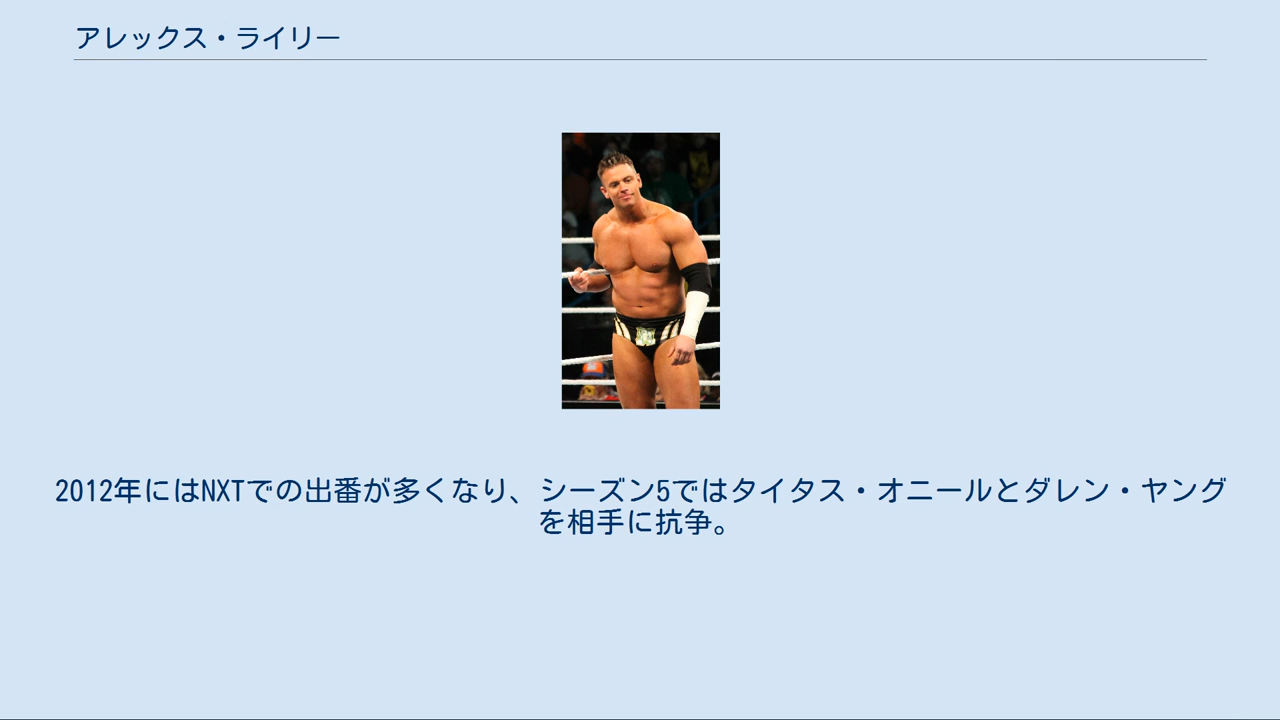 アレックス・ライリー
2012年にはNXTでの出番が多くなり、シーズン5ではタイタス・オニールとダレン・ヤング
を相手に抗争。